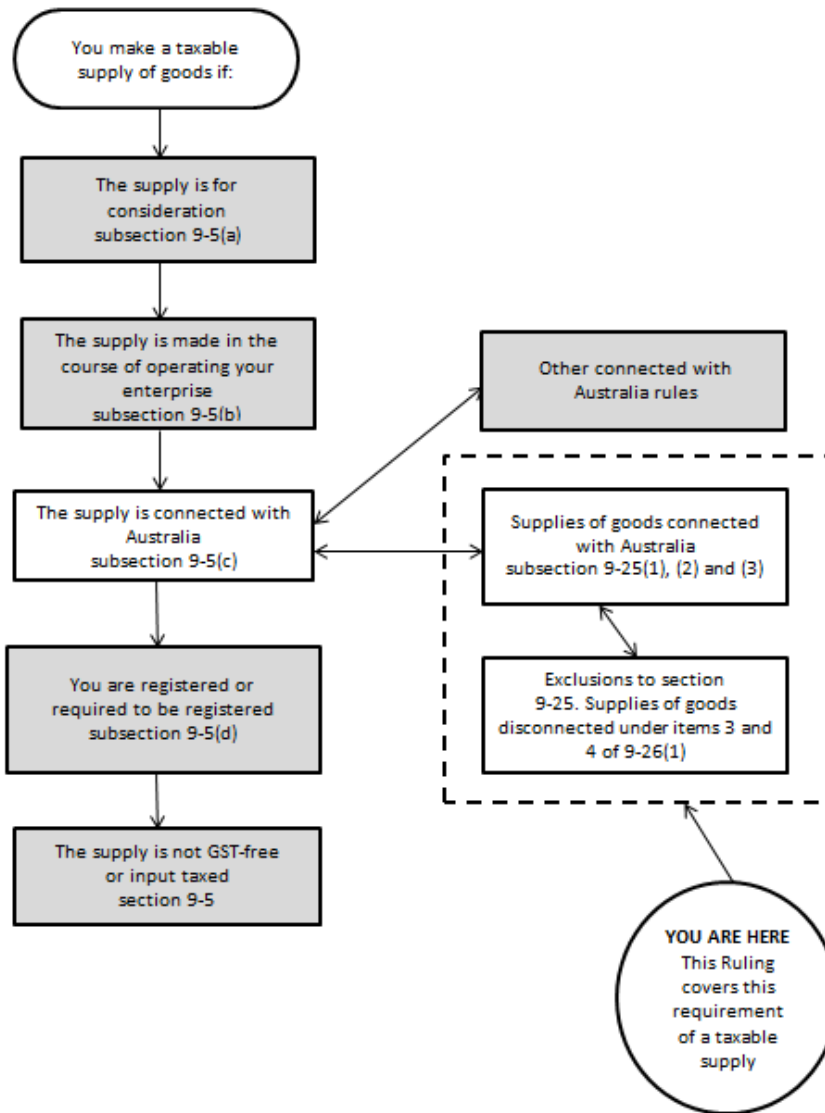 You make a taxable
supply of goods if:
The supply is for
consideration
subsection 9-5(a)
The supply is made in the
course of operating your
enterprise
subsection 9-5(b)
Other connected with
Australia rules
The supply is connected with
Australia
subsection 9-5(c)
Supplies of goods connected
with Australia
subsection 9-25(1), (2) and (3)
You are registered or
required to be registered
subsection 9-5(d)
Exclusions to section
9-25. Supplies of goods
disconnected under items 3 and
4 of 9-26(1)
The supply is not GST-free
or input taxed
section 9-5
YOU ARE HERE
This Ruling
covers this
requirement
of a taxable
supply